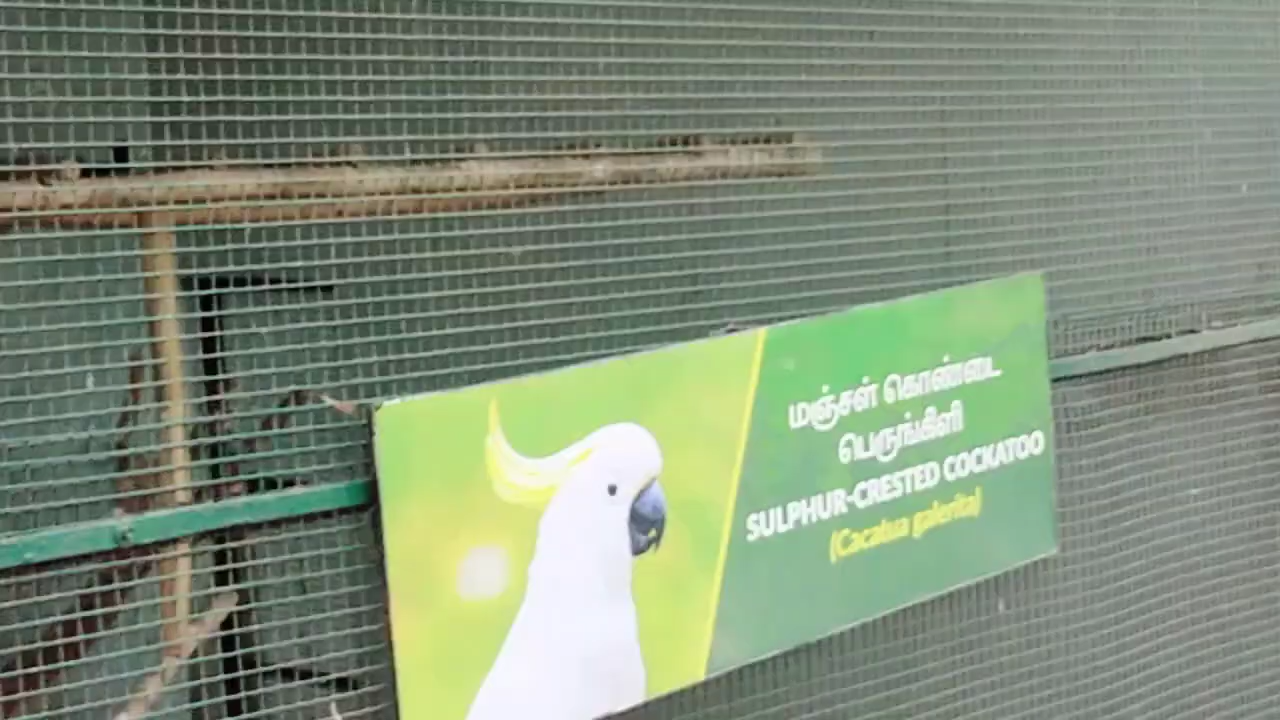 மஞ்சள் கொண்டை
பெருங்கிளி
SULPHUR-CRESTED COCKATOO
(Cacatua galerita)